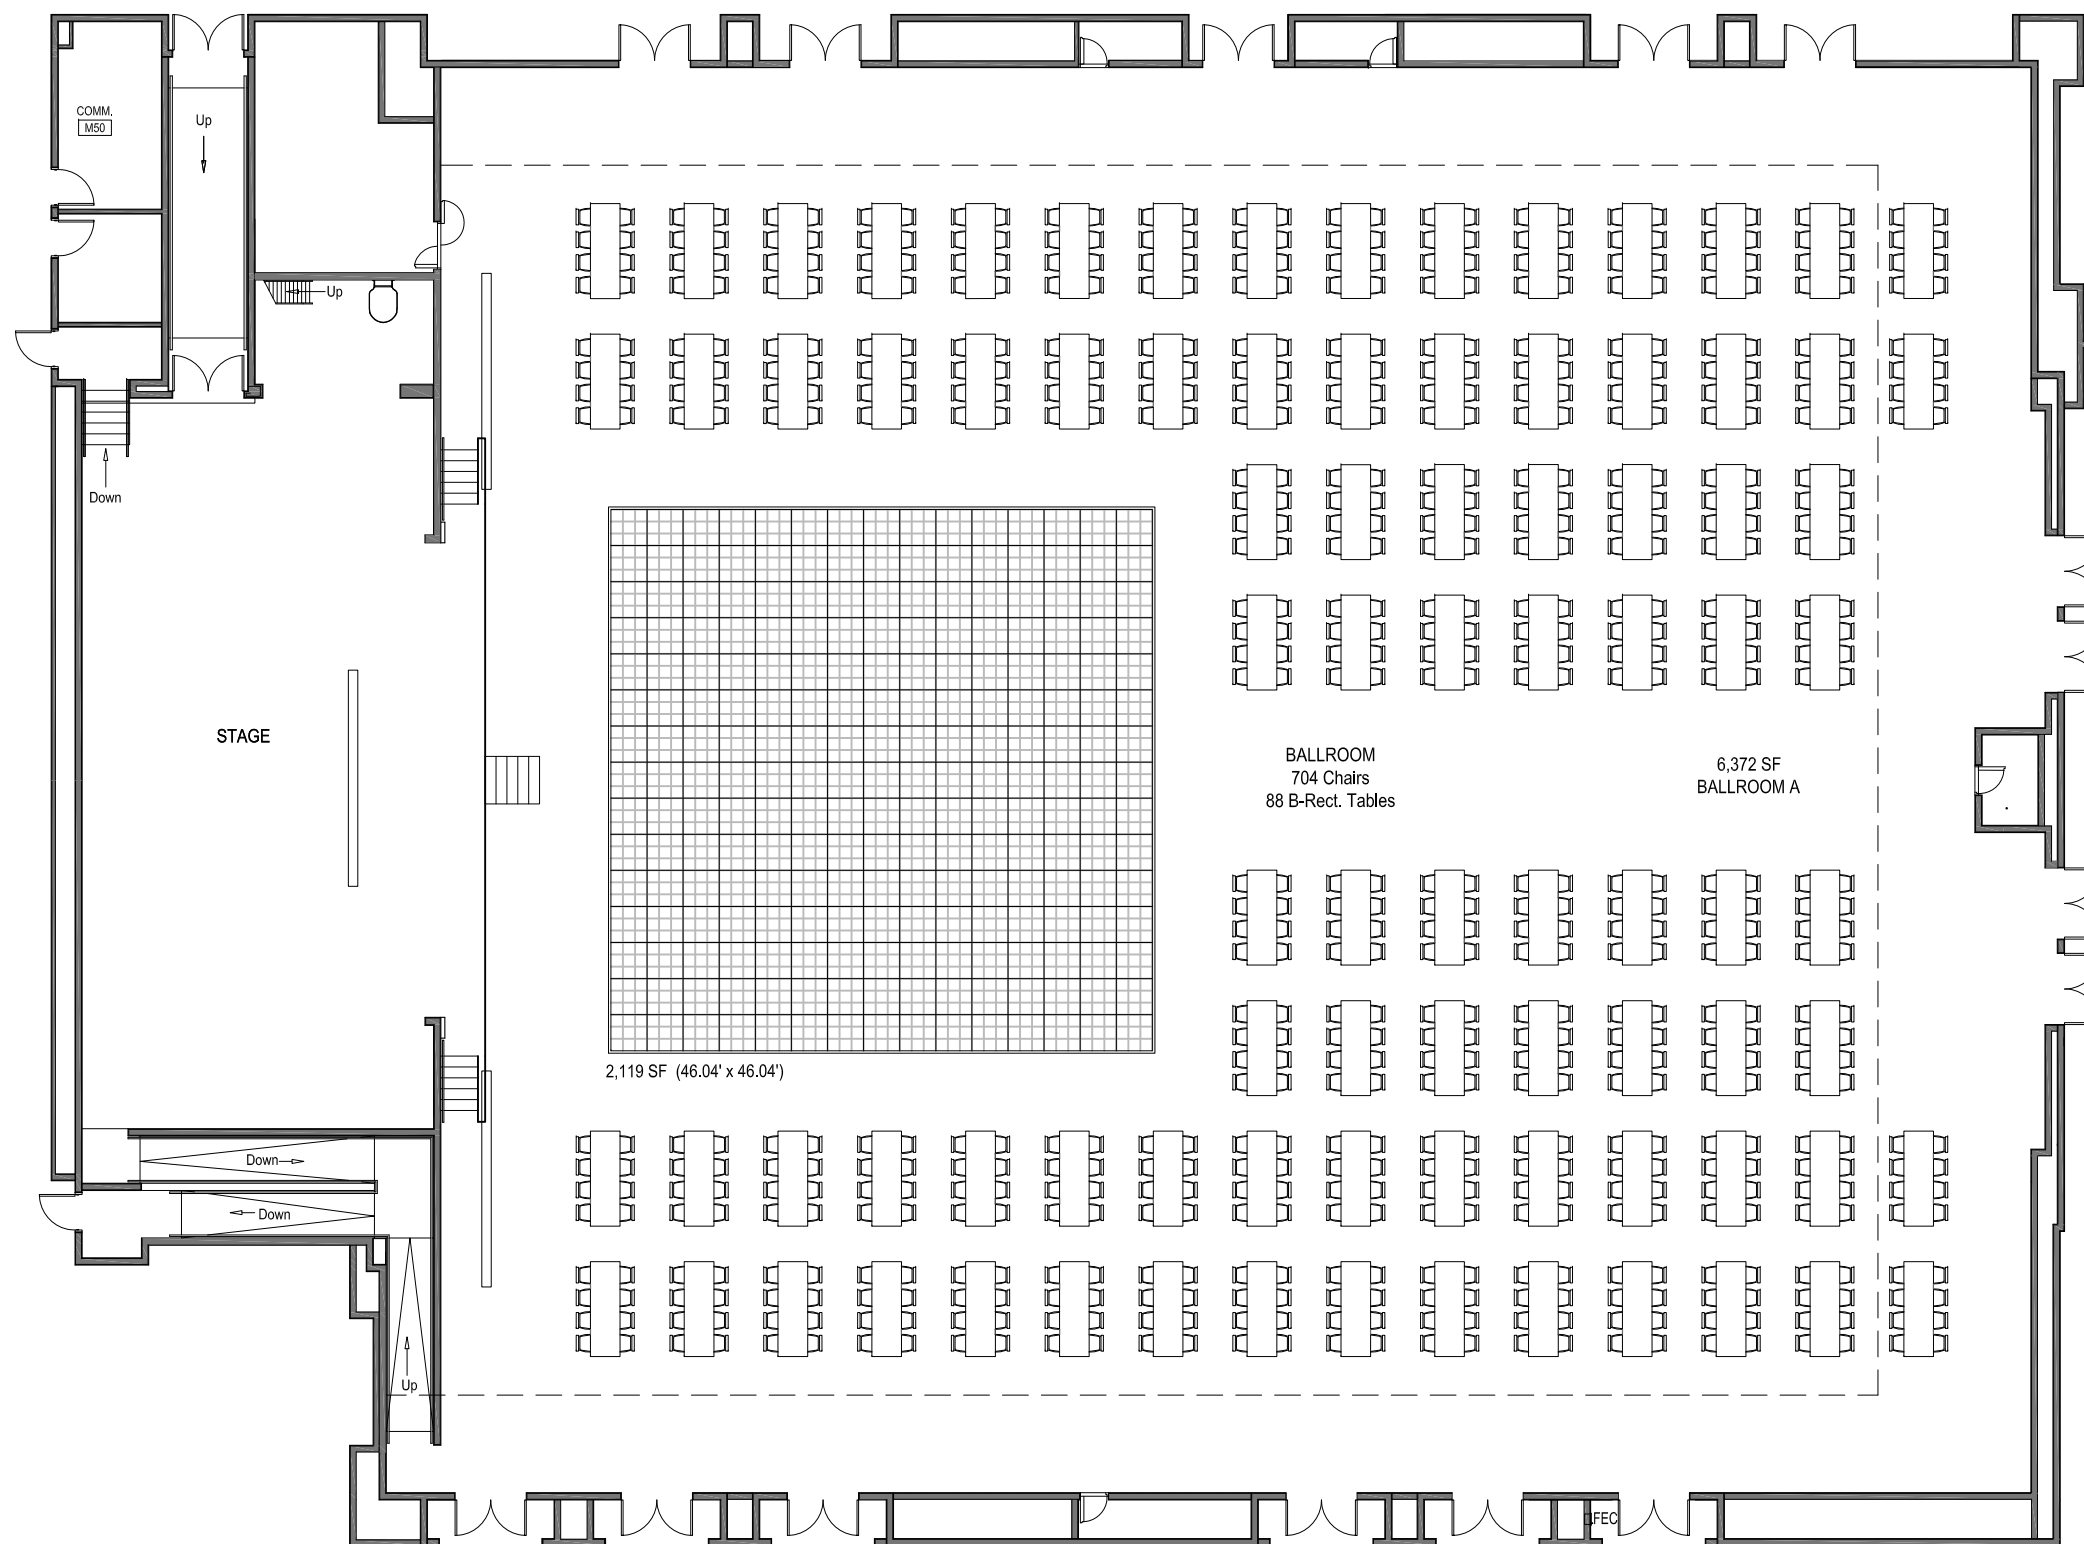 COMM.
M50
Up
Up
Down
STAGE
BALLROOM
704 Chairs
88 B-Rect. Tables
6,372 SF
BALLROOM A
2,119 SF (46.04' x 46.04')
Down
Down
Up
FEC